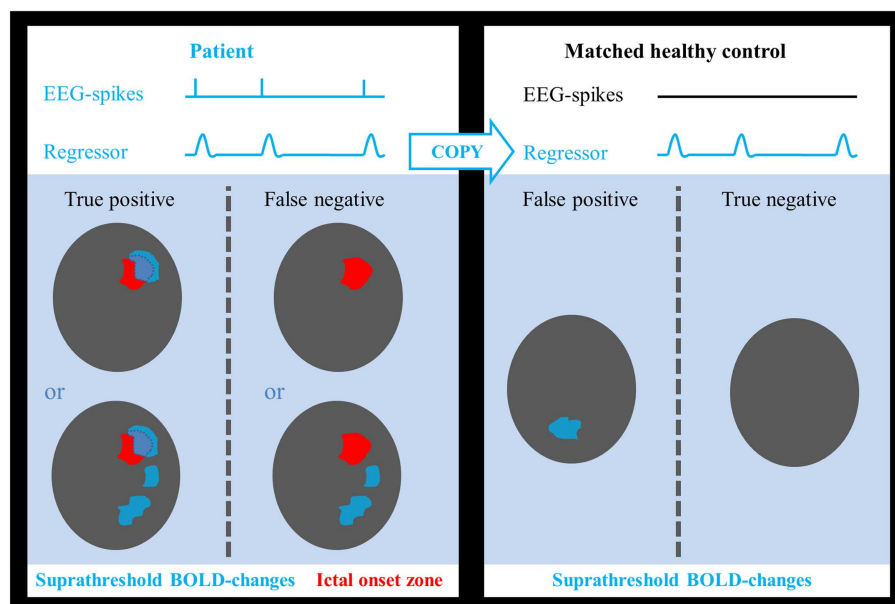 Patient
EEG-spikes
Regressor
COPY
True positive
False negative
or
or
Suprathreshold BOLD-changes Ictal onset zone
Matched healthy control
EEG-spikes
Regressor
False positive
True negative
Suprathreshold BOLD-changes